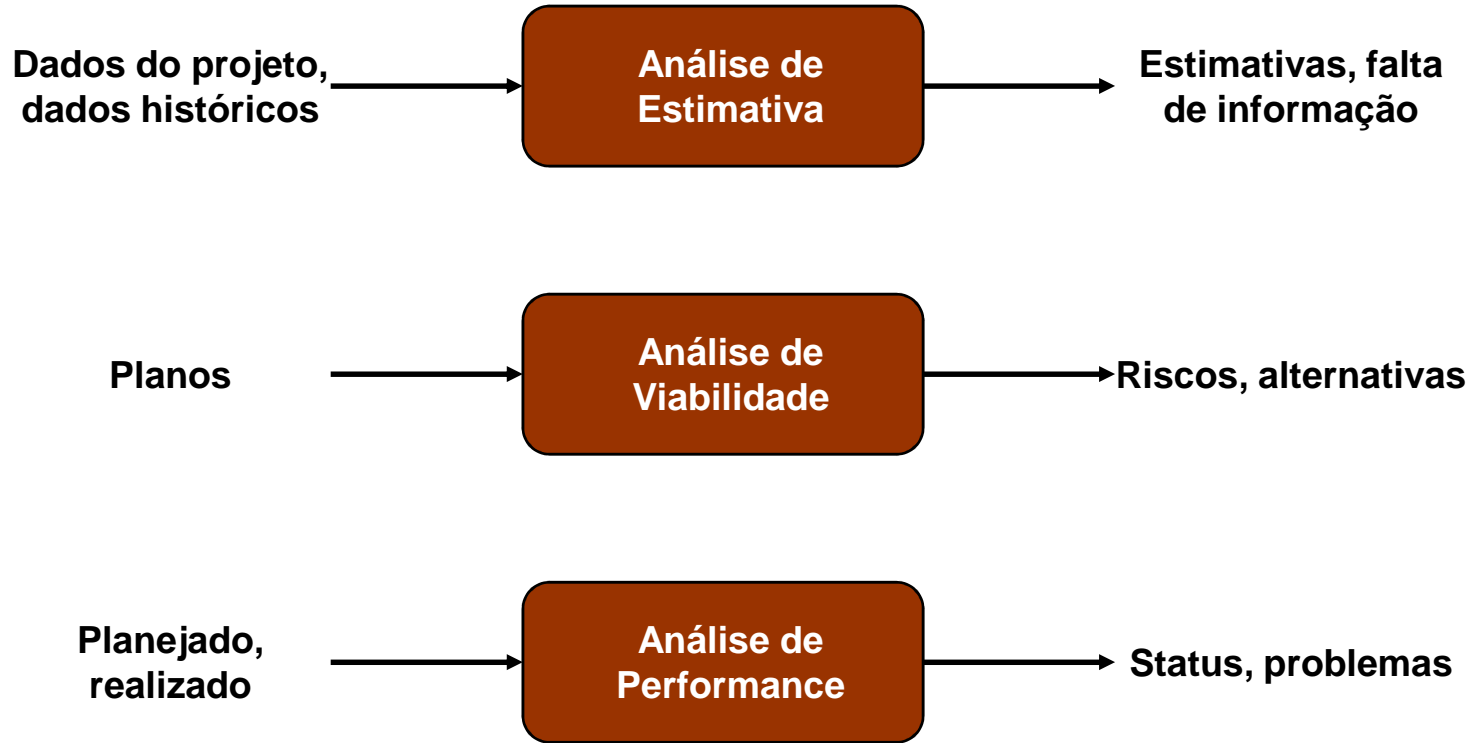 Dados do projeto,
dados históricos
Análise de
Estimativa
Estimativas, falta
de informação
Planos
Análise de
Viabilidade
Riscos, alternativas
Planejado,
realizado
Análise de
Performance
Status, problemas